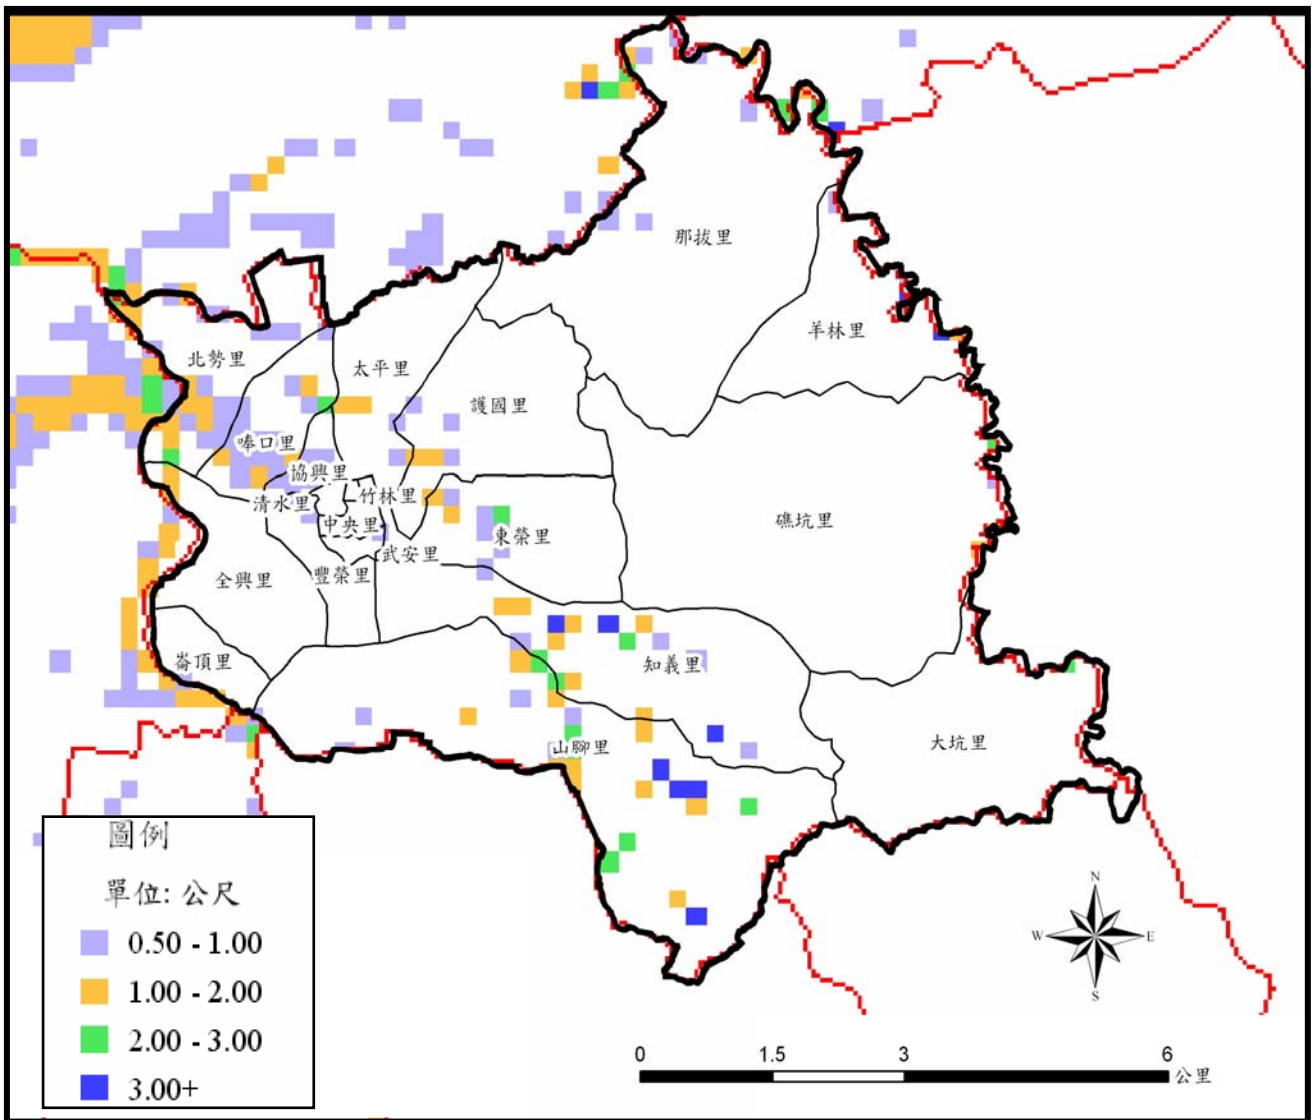 那拔里
羊林里
北勢里
太平里
護國里
唪口里
協興里
清水里
竹林里
中央里
礁坑里
東榮里
武安里
全興里
豐榮里
崙頂里
知義里
山腳里
大坑里
圖例
單位: 公尺
0.50 - 1.00
1.00 - 2.00
2.00 - 3.00
3.00+
N
W
E
S
0 1.5 3 6
公里